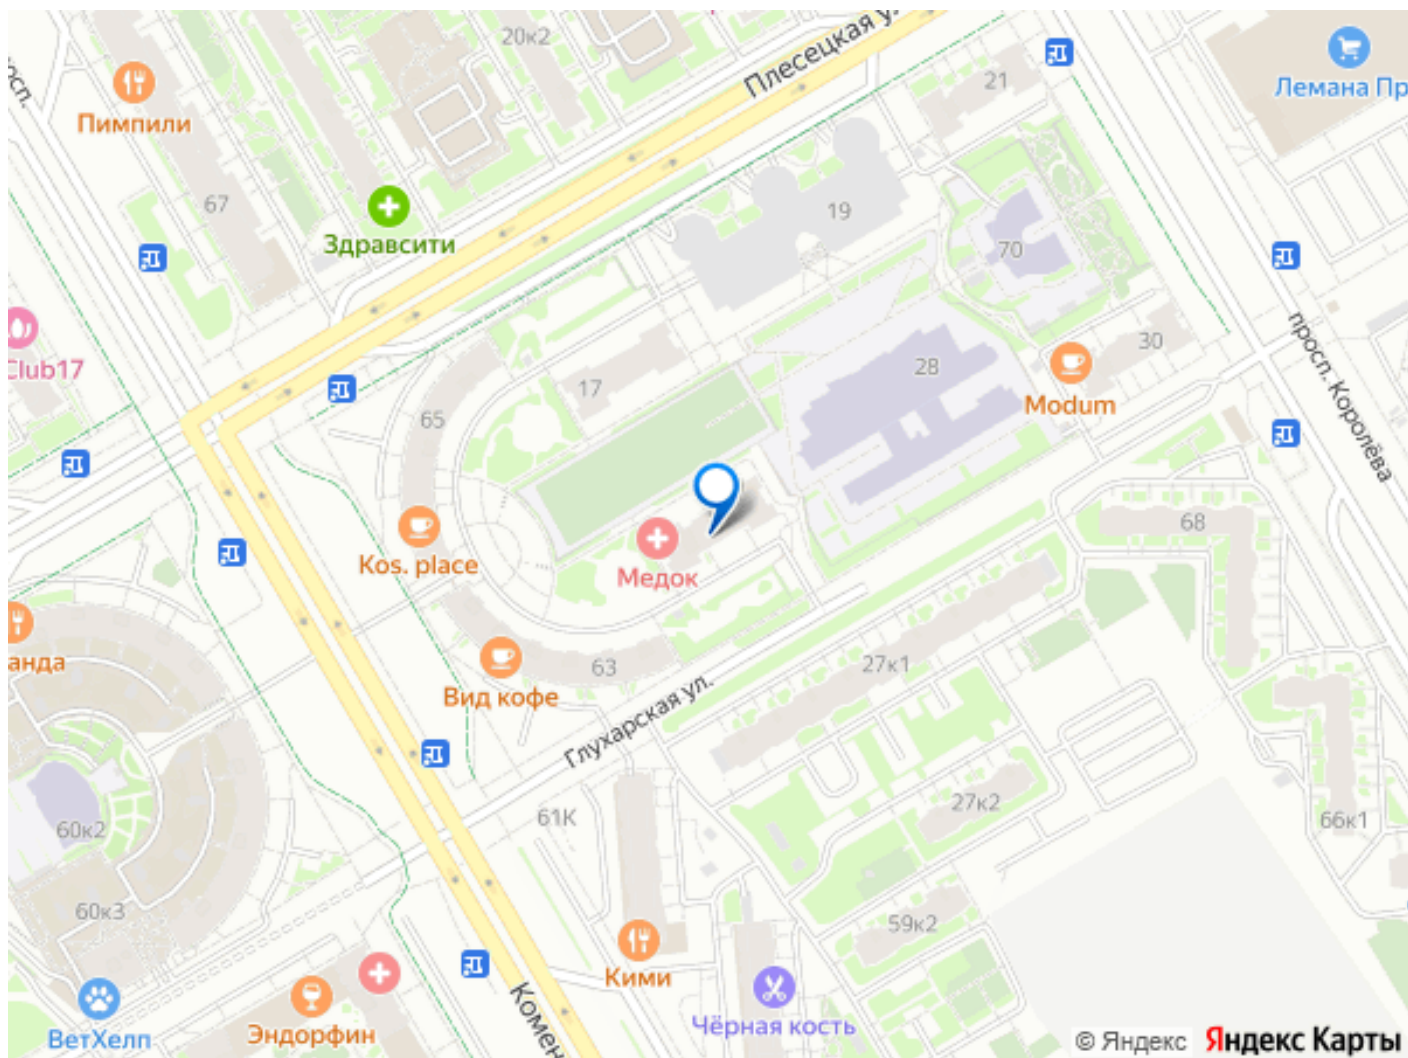 20к2
Плесецкая у
21
Лемана Пр
Пимпили
67
Здравсити
19
70
30
28
Modum
просп. Королёва
Club17
17
65
Kos. place
Медок
68
63
27к1
Вид кофе
Глухарская ул.
анда
60к2
61К
27к2
66к1
60к3
59к2
Кими
Чёрная кость
ВетХелп
Эндорфин
Комен
© Яндекс Яндекс Карты